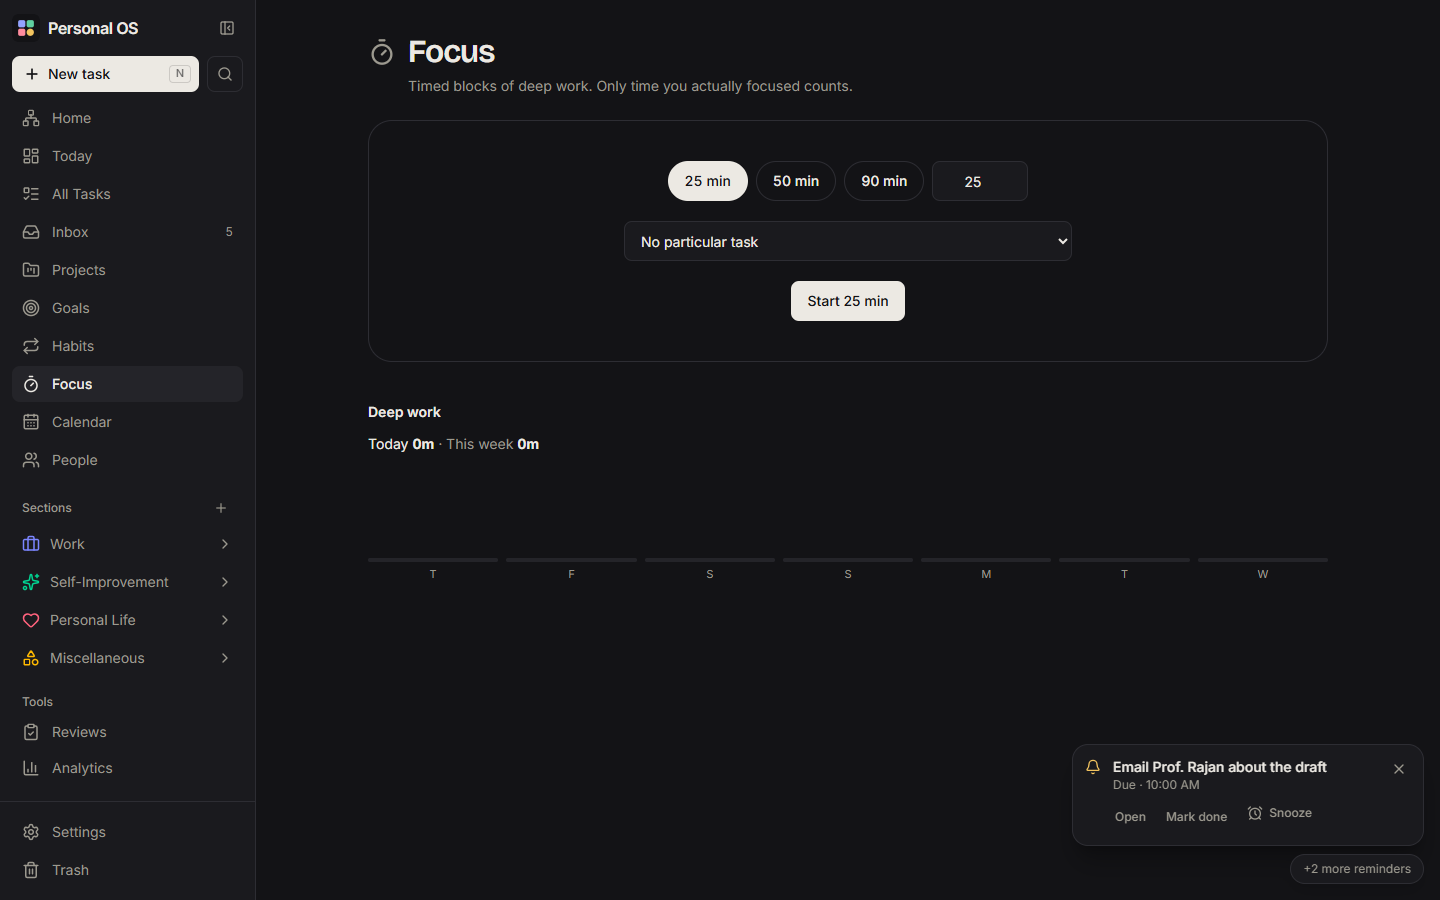 Personal OS
New task N
Home
Today
All Tasks
Inbox 5
Projects
Goals
Habits
Focus
Calendar
People
Sections
Work
Self-Improvement
Personal Life
Miscellaneous
Tools
Reviews
Analytics
Settings
Trash
Focus
Timed blocks of deep work. Only time you actually focused counts.
25 min 50 min 90 min 25
No particular task
Start 25 min
Deep work
Today 0m · This week 0m
T F S S M T W
Email Prof. Rajan about the draft
Due · 10:00 AM
Open Mark done Snooze
+2 more reminders